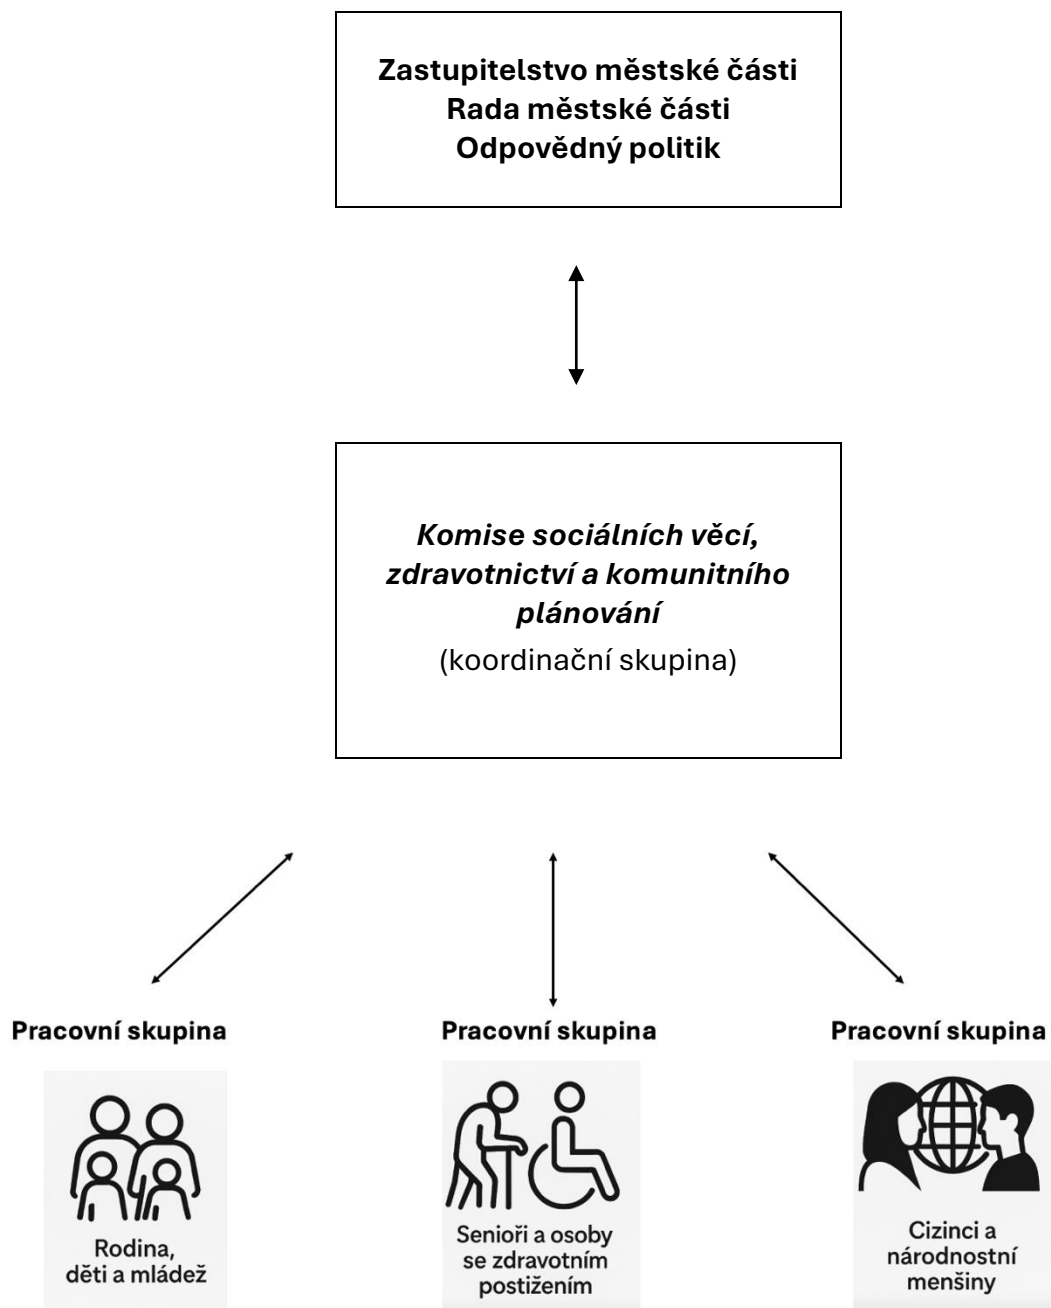 Zastupitelstvo městské části
Rada městské části
Odpovědný politik
Komise sociálních věcí,
zdravotnictví a komunitního
plánování
(koordinační skupina)
Pracovní skupina
Rodina,
děti a mládež
Pracovní skupina
Senioři a osoby
se zdravotním
postižením
Pracovní skupina
Cizinci a
národnostní
menšiny